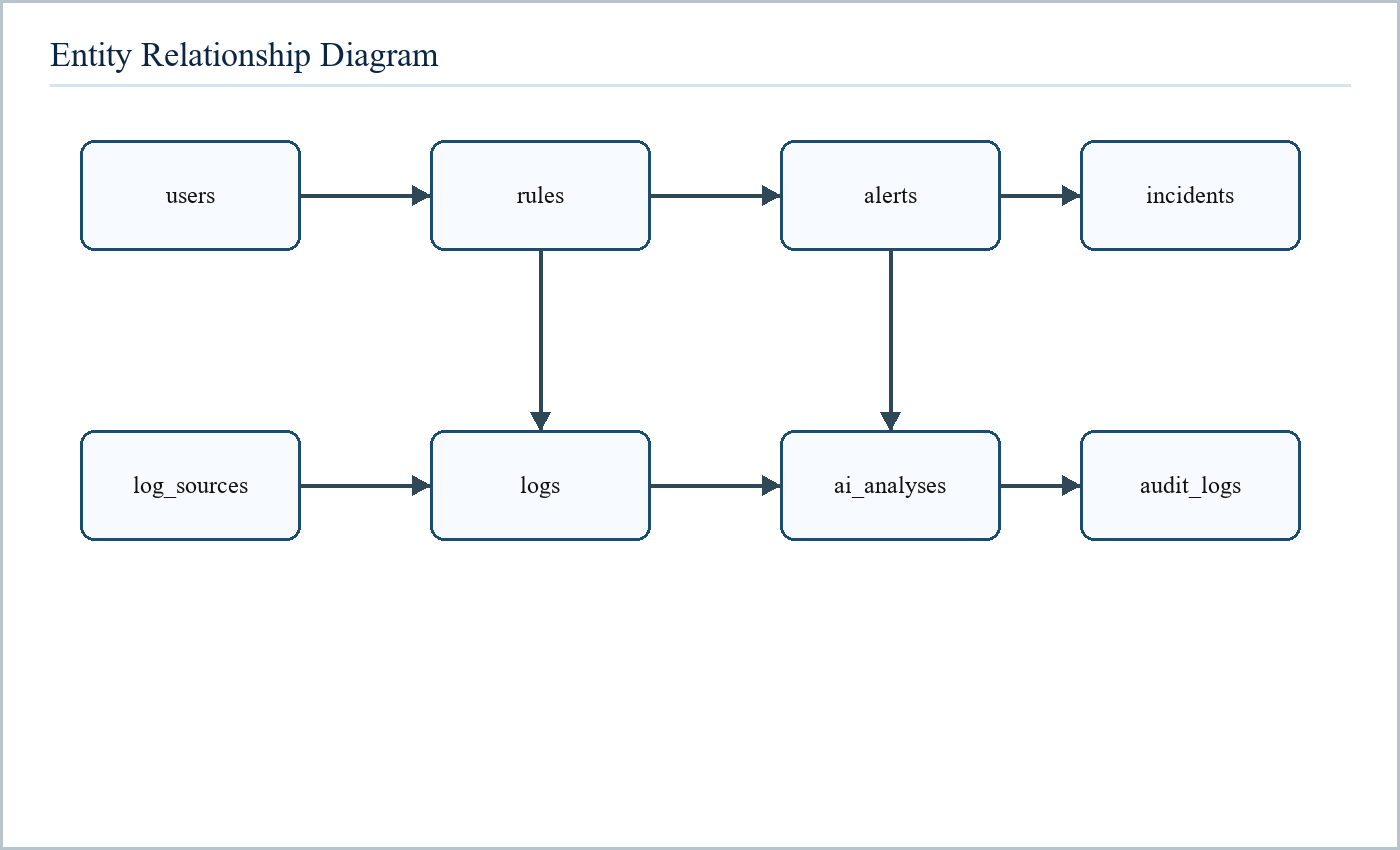 Entity Relationship Diagram
users
rules
alerts
incidents
log_sources
logs
ai_analyses
audit_logs